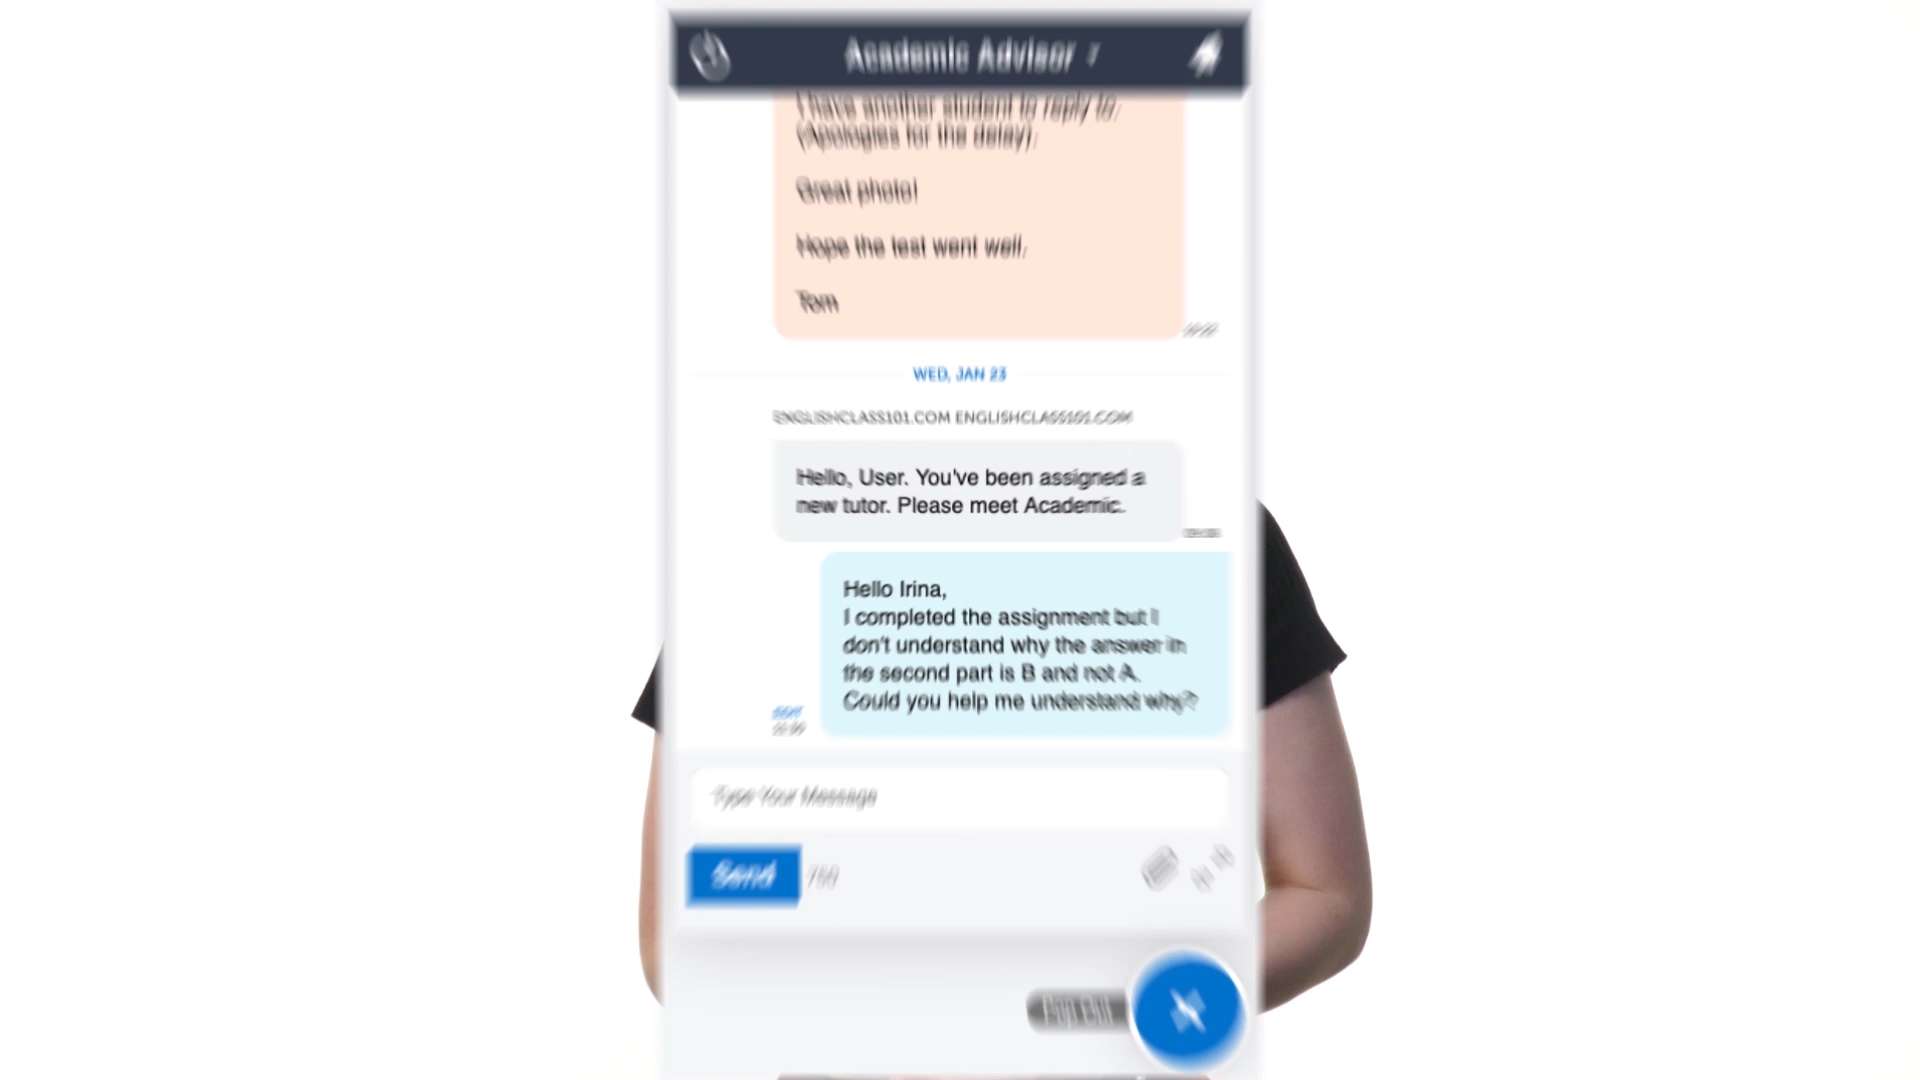 Academic Advisor
I have another student to reply to.
(Apologies for the delay).
Great photo!
Hope the test went well.
Tom
WED, JAN 23
ENGLISHCLASS101.COM ENGLISHCLASS101.COM
Hello, User. You've been assigned a
new tutor. Please meet Academic.
Hello Irina,
I completed the assignment but I
don't understand why the answer in
the second part is B and not A.
Could you help me understand why?
EDIT
Type Your Message
Send
Pop Out